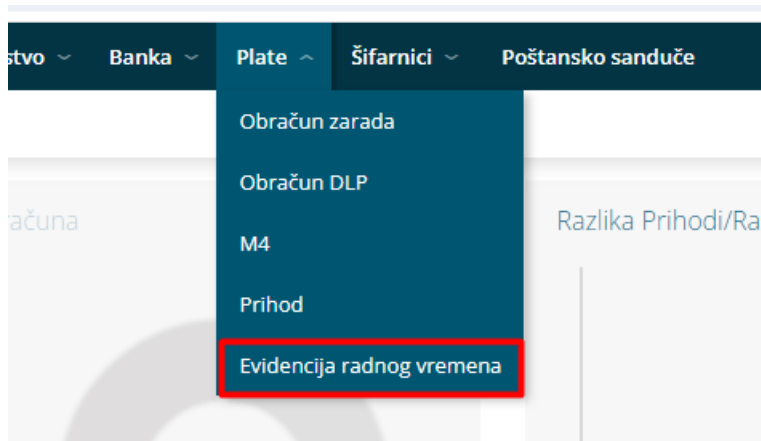 stvo Banka Plate Šifarnici Poštansko sanduče
Obračun zarada
Obračun DLP
računa
Razlika Prihodi/Ra
M4
Prihod
Evidencija radnog vremena